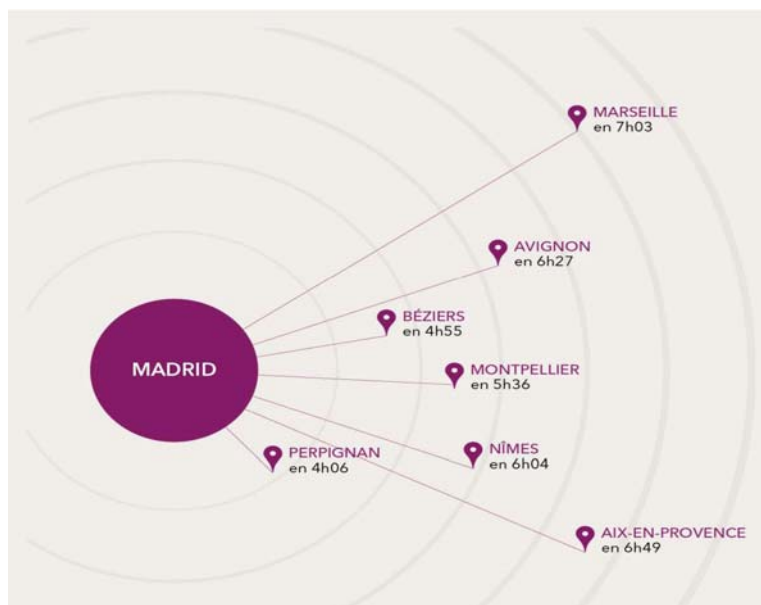 MARSEILLE
en 7h03
AVIGNON
en 6h27
BÉZIERS
en 4h55
MADRID
MONTPELLIER
en 5h36
PERPIGNAN
en 4h06
NÎMES
en 6h04
AIX-EN-PROVENCE
en 6h49